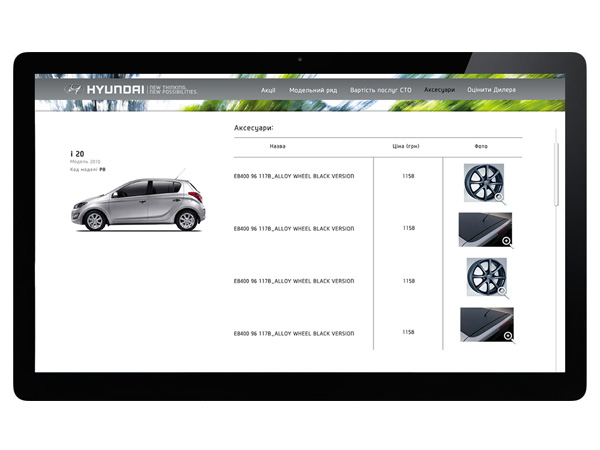 HYUNDAI
NEW THINKING.
NEW POSSIBILITIES.
Акції Модельний ряд Вартість послуг СТО Аксесуари Оцінити Дилера
Аксесуари:
Назва Ціна (грн) Фото
i 20
Модель 2010
Код моделі PB
E8400 96 117B_ALLOY WHEEL BLACK VERSION 1158
E8400 96 117B_ALLOY WHEEL BLACK VERSION 1158
E8400 96 117B_ALLOY WHEEL BLACK VERSION 1158
E8400 96 117B_ALLOY WHEEL BLACK VERSION 1158